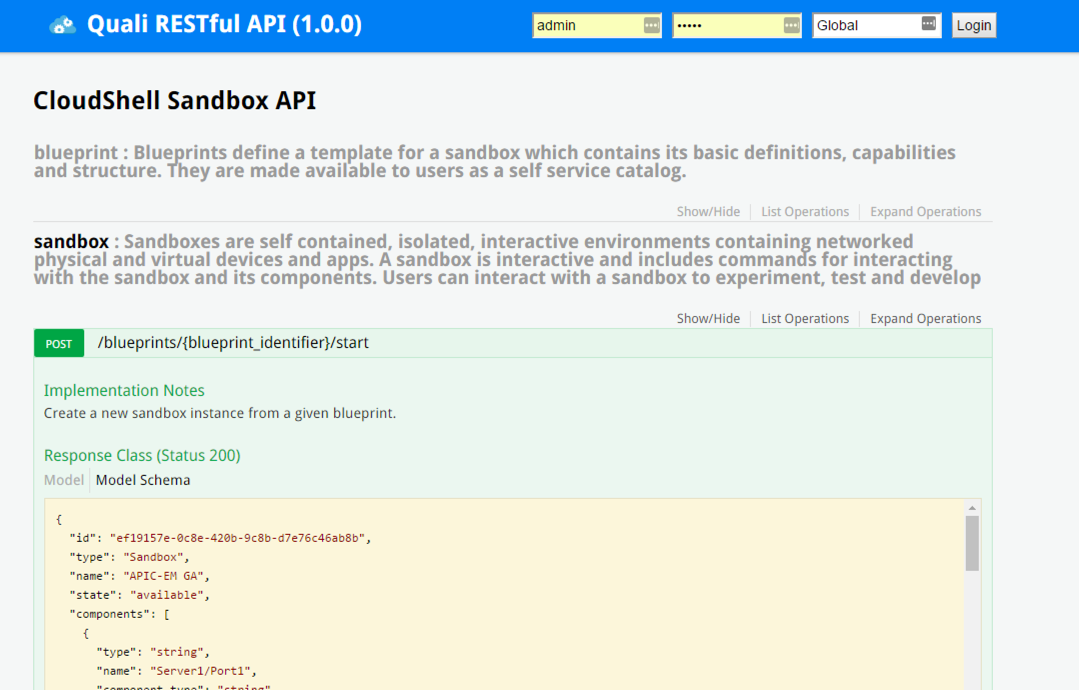 Quali RESTful API (1.0.0)
admin
•••••
Global
Login
CloudShell Sandbox API
blueprint : Blueprints define a template for a sandbox which contains its basic definitions, capabilities
and structure. They are made available to users as a self service catalog.
Show/Hide
List Operations
Expand Operations
sandbox : Sandboxes are self contained, isolated, interactive environments containing networked
physical and virtual devices and apps. A sandbox is interactive and includes commands for interacting
with the sandbox and its components. Users can interact with a sandbox to experiment, test and develop
Show/Hide
List Operations
Expand Operations
POST
/blueprints/{blueprint_identifier}/start
Implementation Notes
Create a new sandbox instance from a given blueprint.
Response Class (Status 200)
Model
Model Schema
{
"id": "ef19157e-0c8e-420b-9c8b-d7e76c46ab8b",
"type": "Sandbox",
"name": "APIC-EM GA",
"state": "available",
"components": [
{
"type": "string",
"name": "Server1/Port1",
"component_type": "string"